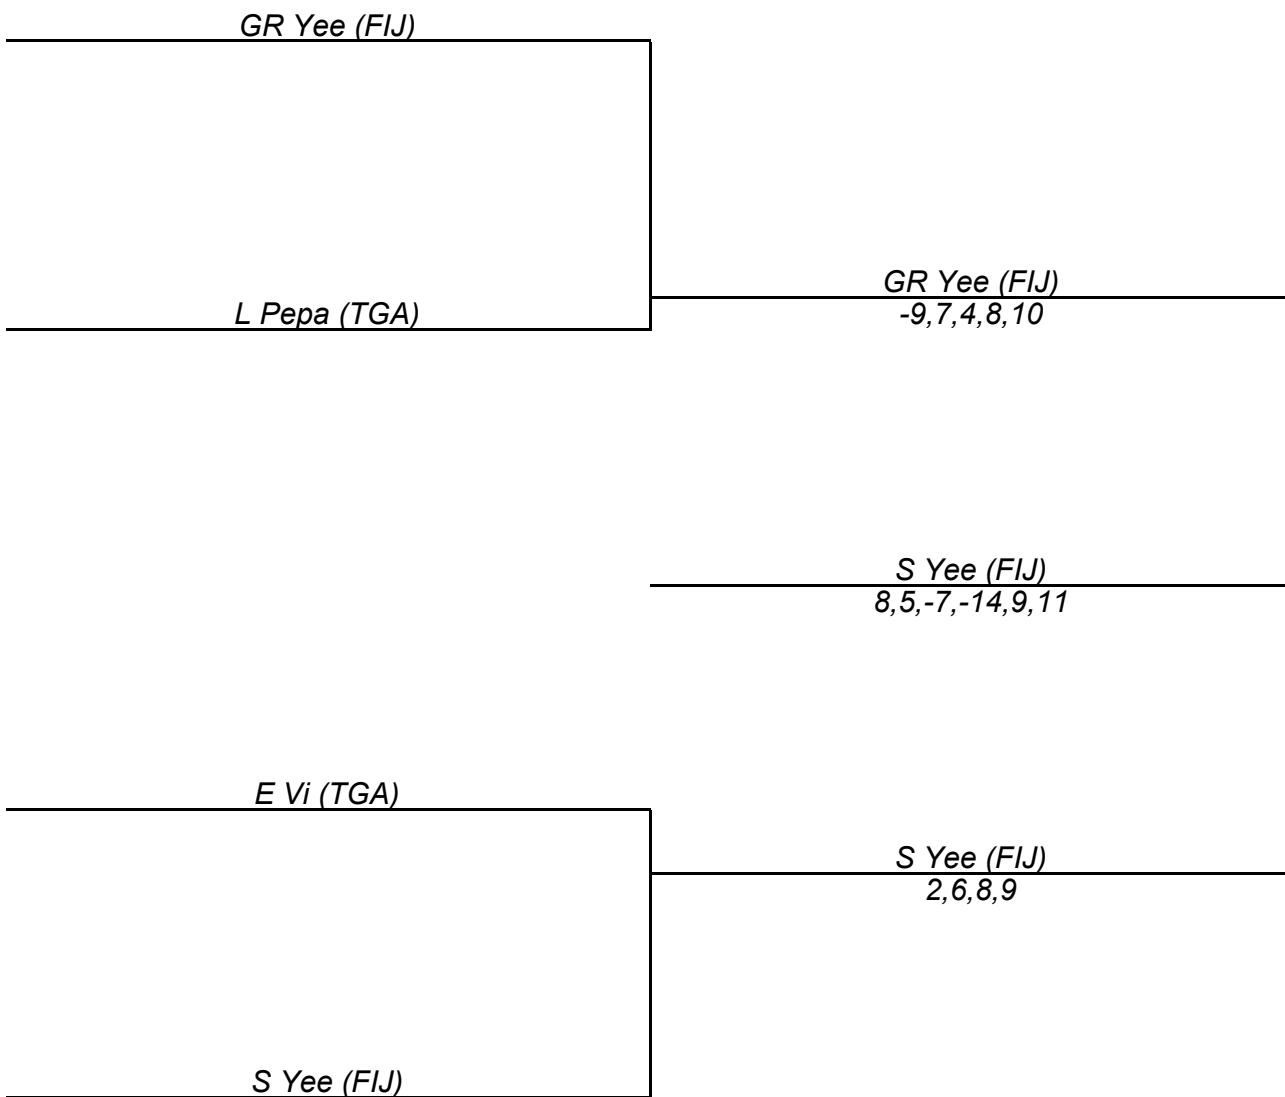 GR Yee (FIJ)
GR Yee (FIJ)
L Pepa (TGA)
-9,7,4,8,10
S Yee (FIJ)
8,5,-7,-14,9,11
E Vi (TGA)
S Yee (FIJ)
2,6,8,9
S Yee (FIJ)